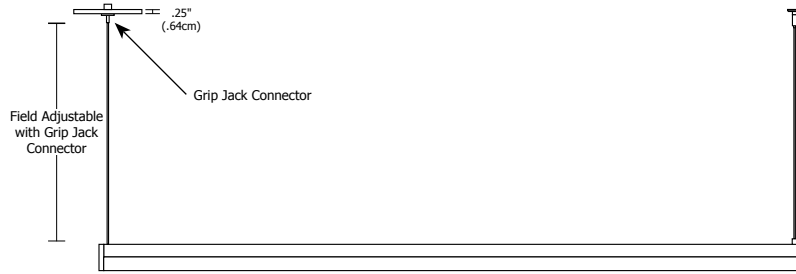 .25"
(.64cm)
Grip Jack Connector
Field Adjustable
with Grip Jack
Connector